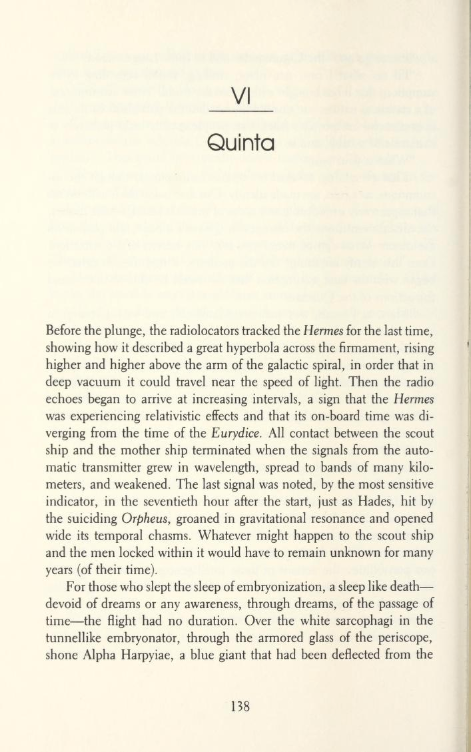 VI
Quinta
Before the plunge, the radiolocators tracked the Hermes for the last time,
showing how it described a great hyperbola across the firmament, rising
higher and higher above the arm of the galactic spiral, in order that in
deep vacuum it could travel near the speed of light. Then the radio
echoes began to arrive at increasing intervals, a sign that the Hermes
was experiencing relativistic effects and that its on-board time was di-
verging from the time of the Eurydice. All contact between the scout
ship and the mother ship terminated when the signals from the auto-
matic transmitter grew in wavelength, spread to bands of many kilo-
meters, and weakened. The last signal was noted, by the most sensitive
indicator, in the seventieth hour after the start, just as Hades, hit by
the suiciding Orpheus, groaned in gravitational resonance and opened
wide its temporal chasms. Whatever might happen to the scout ship
and the men locked within it would have to remain unknown for many
years (of their time).
For those who slept the sleep of embryonization, a sleep like death—
devoid of dreams or any awareness, through dreams, of the passage of
time—the flight had no duration. Over the white sarcophagi in the
tunnellike embryonator, through the armored glass of the periscope,
shone Alpha Harpyiae, a blue giant that had been deflected from the
138